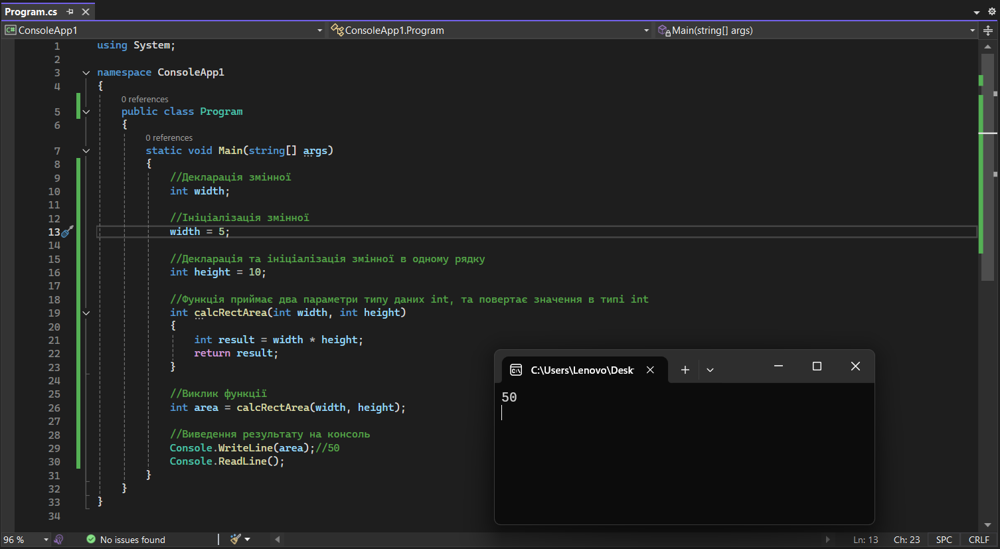 Program.cs
ConsoleApp1
ConsoleApp1.Program
Main(string[] args)
1 using System;
2
3 namespace ConsoleApp1
4 {
0 references
5 public class Program
6 {
0 references
7 static void Main(string[] args)
8 {
9 //Декларація змінної
10 int width;
11
12 //Ініціалізація змінної
13 width = 5;
14
15 //Декларація та ініціалізація змінної в одному рядку
16 int height = 10;
17
18 //Функція приймає два параметри типу даних int, та повертає значення в типі int
19 int calcRectArea(int width, int height)
20 {
21 int result = width * height;
22 return result;
23 }
24
25 //Виклик функції
26 int area = calcRectArea(width, height);
27
28 //Виведення результату на консоль
29 Console.WriteLine(area);//50
30 Console.ReadLine();
31 }
32 }
33 }
34
C:\Users\Lenovo\Desk
50
96 %
No issues found
Ln: 13
Ch: 23
SPC
CRLF